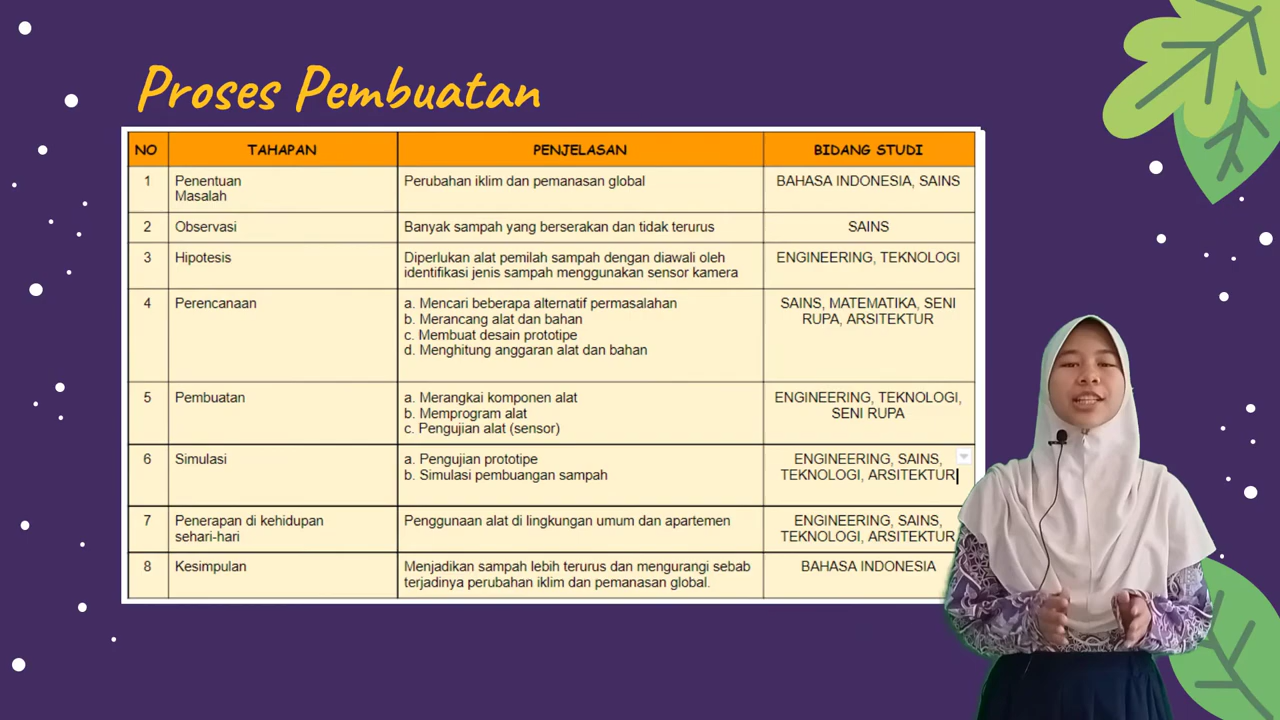 Proses Pembuatan
NO TAHAPAN PENJELASAN BIDANG STUDI
1 Penentuan Perubahan iklim dan pemanasan global BAHASA INDONESIA, SAINS
Masalah
2 Observasi Banyak sampah yang berserakan dan tidak terurus SAINS
3 Hipotesis Diperlukan alat pemilah sampah dengan diawali oleh ENGINEERING, TEKNOLOGI
identifikasi jenis sampah menggunakan sensor kamera
4 Perencanaan a. Mencari beberapa alternatif permasalahan SAINS, MATEMATIKA, SENI
b. Merancang alat dan bahan RUPA, ARSITEKTUR
c. Membuat desain prototipe
d. Menghitung anggaran alat dan bahan
5 Pembuatan a. Merangkai komponen alat ENGINEERING, TEKNOLOGI,
b. Memprogram alat SENI RUPA
c. Pengujian alat (sensor)
6 Simulasi a. Pengujian prototipe ENGINEERING, SAINS,
b. Simulasi pembuangan sampah TEKNOLOGI, ARSITEKTUR
7 Penerapan di kehidupan Penggunaan alat di lingkungan umum dan apartemen ENGINEERING, SAINS,
sehari-hari TEKNOLOGI, ARSITEKTUR
8 Kesimpulan Menjadikan sampah lebih terurus dan mengurangi sebab BAHASA INDONESIA
terjadinya perubahan iklim dan pemanasan global.